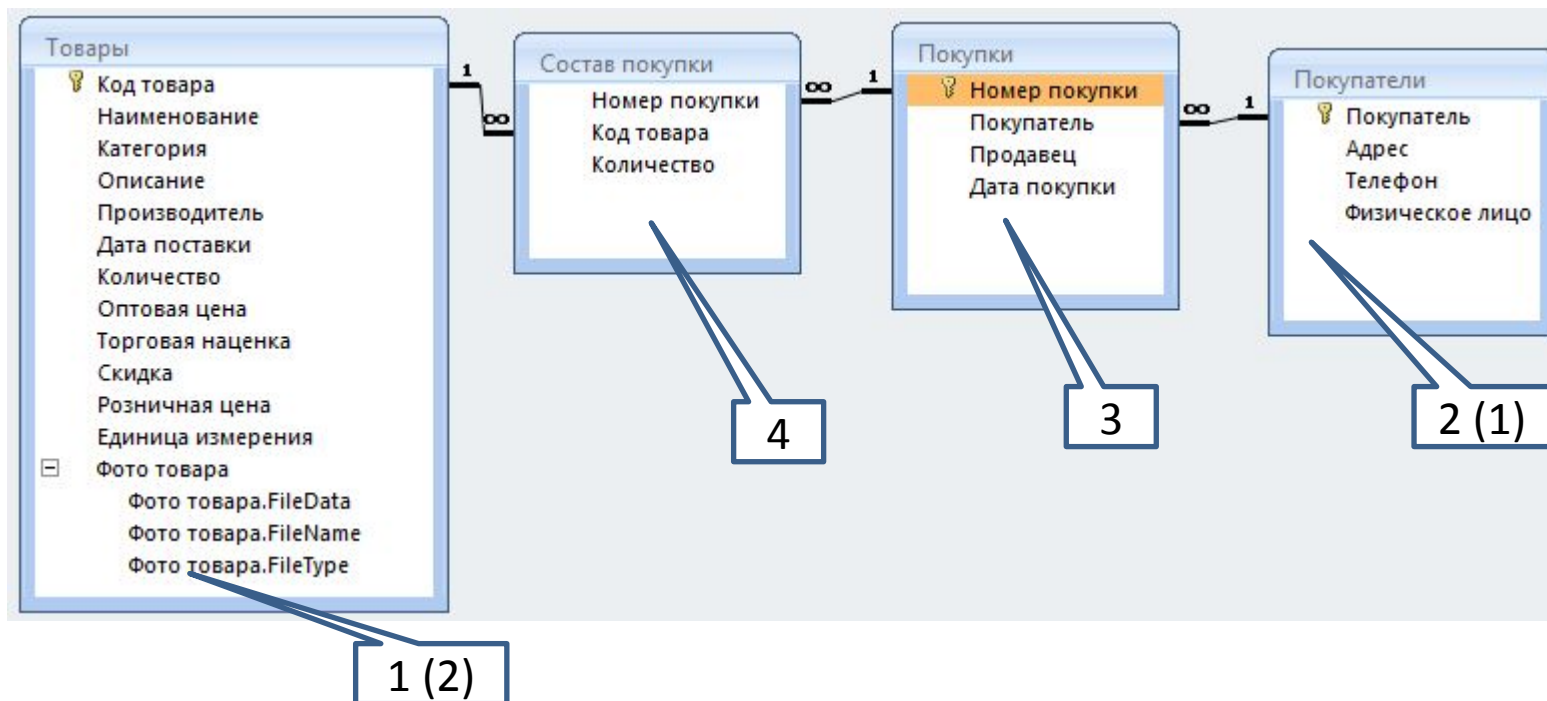 Товары
Код товара
Наименование
Категория
Описание
Производитель
Дата поставки
Количество
Оптовая цена
Торговая наценка
Скидка
Розничная цена
Единица измерения
Фото товара
Фото товара.FileData
Фото товара.FileName
Фото товара.FileType
1
∞
Состав покупки
Номер покупки
Код товара
Количество
∞
1
Покупки
Номер покупки
Покупатель
Продавец
Дата покупки
∞
1
Покупатели
Покупатель
Адрес
Телефон
Физическое лицо
4
3
2 (1)
1 (2)